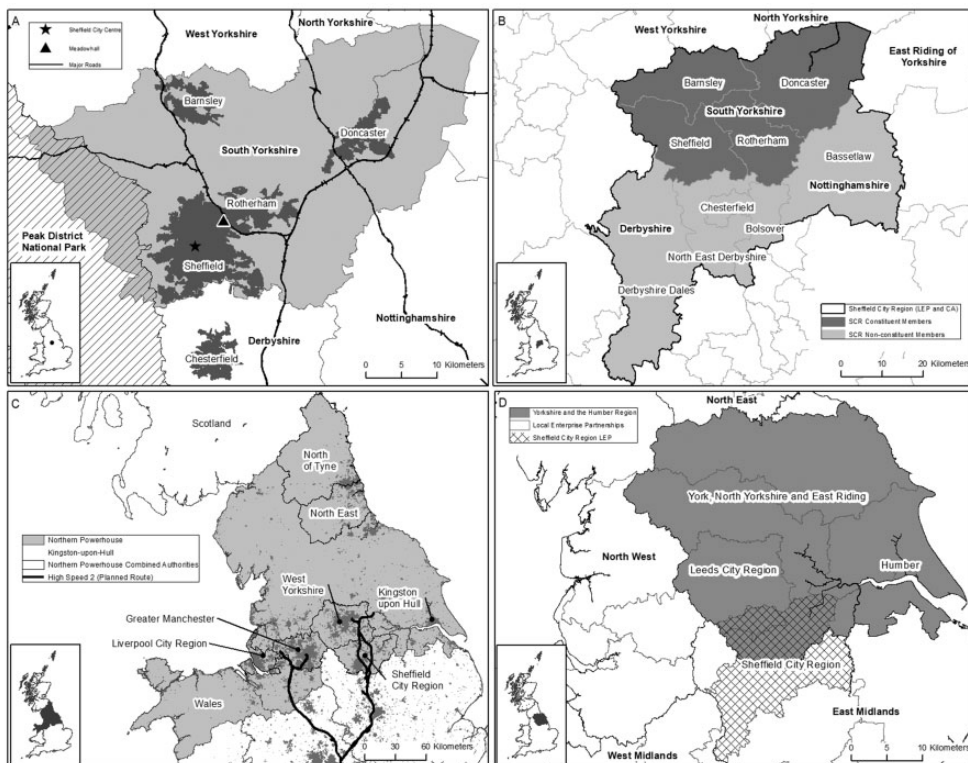 A
Sheffield City Centre
Meadowhall
Major Roads
West Yorkshire
North Yorkshire
Barnsley
Doncaster
South Yorkshire
Rotherham
Peak District
National Park
Sheffield
Nottinghamshire
Derbyshire
Chesterfield
0 5 10 Kilometers
B
North Yorkshire
West Yorkshire
East Riding of
Yorkshire
Barnsley
Doncaster
South Yorkshire
Sheffield
Rotherham
Bassetlaw
Nottinghamshire
Chesterfield
Derbyshire
Bolsover
North East Derbyshire
Derbyshire Dales
Sheffield City Region (LEP and CA)
SCR Constituent Members
SCR Non-constituent Members
0 10 20 Kilometers
C
Scotland
North
of Tyne
North East
Northern Powerhouse
Kingston-upon-Hull
Northern Powerhouse Combined Authorities
High Speed 2 (Planned Route)
West
Yorkshire
Kingston
upon Hull
Greater Manchester
Liverpool City Region
Sheffield
City Region
Wales
0 30 60 Kilometers
D
North East
Yorkshire and the Humber Region
Local Enterprise Partnerships
Sheffield City Region LEP
York, North Yorkshire and East Riding
North West
Leeds City Region
Humber
Sheffield City Region
East Midlands
West Midlands
0 5 10 Kilometers